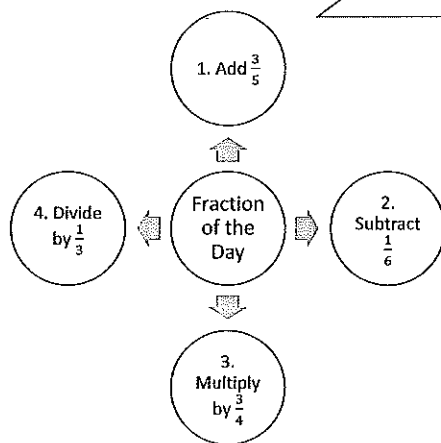 1. Add 3/5
4. Divide
by 1/3
Fraction
of the
Day
2.
Subtract
1/6
3.
Multiply
by 3/4